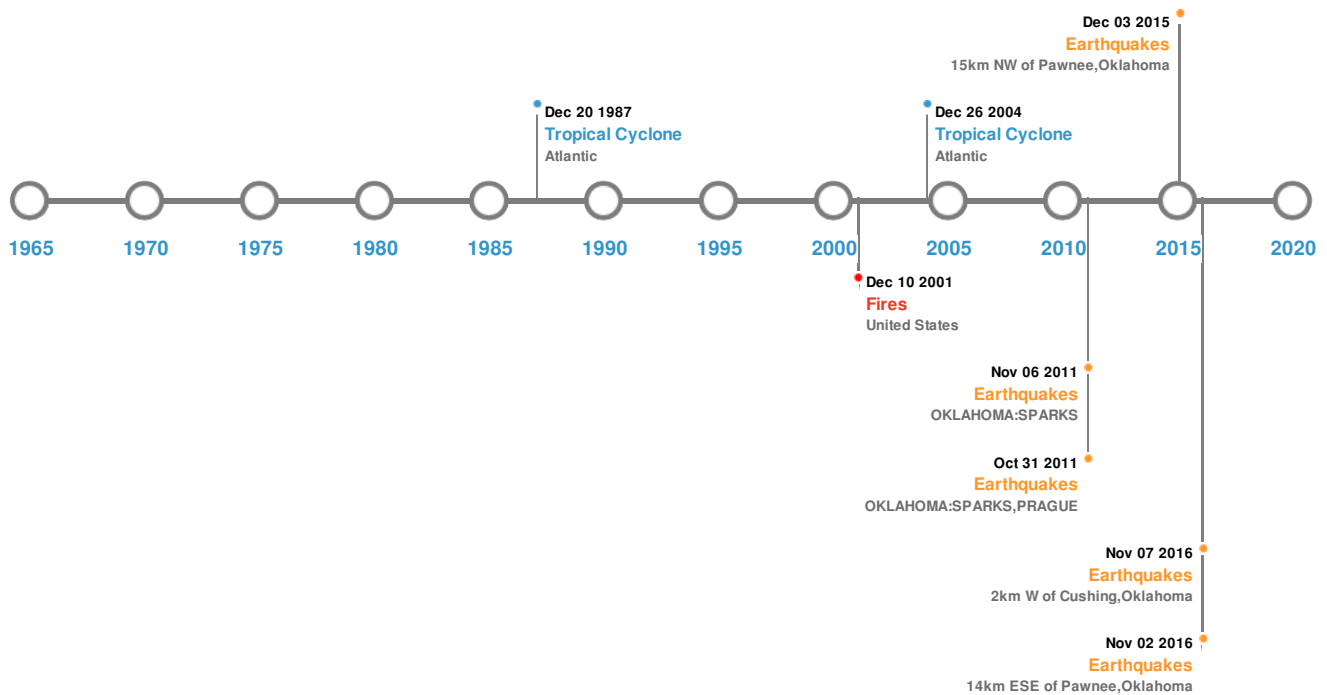 Dec 03 2015
Earthquakes
15km NW of Pawnee,Oklahoma
Dec 20 1987
Tropical Cyclone
Atlantic
Dec 26 2004
Tropical Cyclone
Atlantic
1965
1970
1975
1980
1985
1990
1995
2000
2005
2010
2015
2020
Dec 10 2001
Fires
United States
Nov 06 2011
Earthquakes
OKLAHOMA:SPARKS
Oct 31 2011
Earthquakes
OKLAHOMA:SPARKS,PRAGUE
Nov 07 2016
Earthquakes
2km W of Cushing,Oklahoma
Nov 02 2016
Earthquakes
14km ESE of Pawnee,Oklahoma